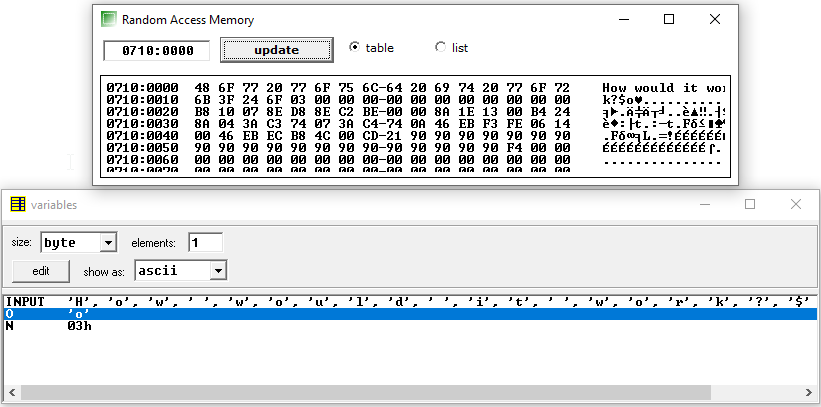 Random Access Memory
0710:0000 update table list
0710:0000 48 6F 77 20 77 6F 75 6C-64 20 69 74 20 77 6F 72 How would it wor
0710:0010 6B 3F 24 6F 03 00 00 00-00 00 00 00 00 00 00 00 k?$o♥...........
0710:0020 B8 10 07 8E D8 8E C2 BE-00 00 8A 1E 13 00 B4 24
0710:0030 8A 04 3A C3 74 07 3A C4-74 0A 46 EB F3 FE 06 14
0710:0040 00 46 EB EC B8 4C 00 CD-21 90 90 90 90 90 90 90
0710:0050 90 90 90 90 90 90 90 90-90 90 90 90 90 F4 00 00
0710:0060 00 00 00 00 00 00 00 00-00 00 00 00 00 00 00 00 ................
variables
size: byte elements: 1
edit show as: ascii
INPUT 'H', 'o', 'w', ' ', 'w', 'o', 'u', 'l', 'd', ' ', 'i', 't', ' ', 'w', 'o', 'r', 'k', '?', '$'
O 'o'
N 03h